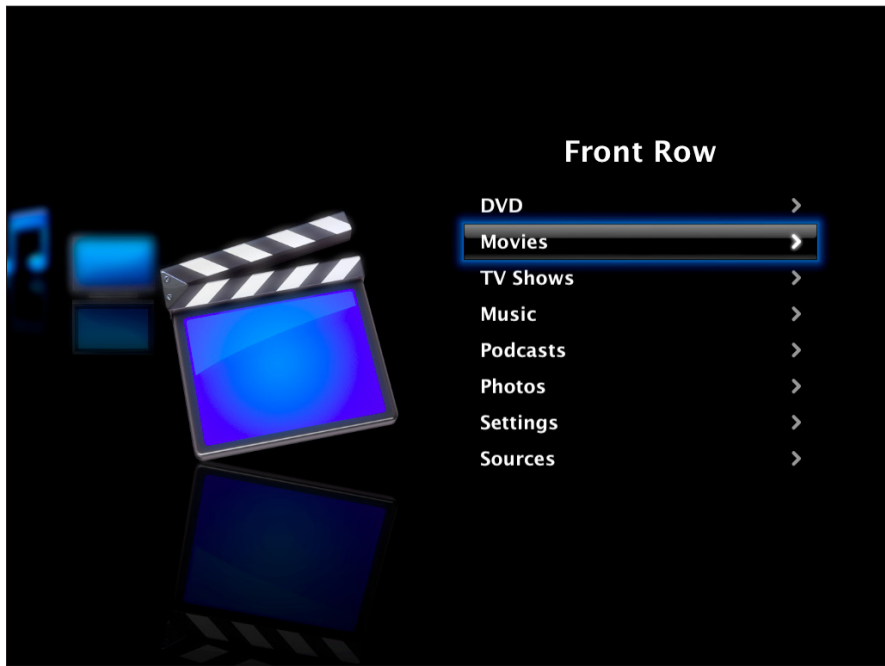 Front Row
DVD
Movies
TV Shows
Music
Podcasts
Photos
Settings
Sources